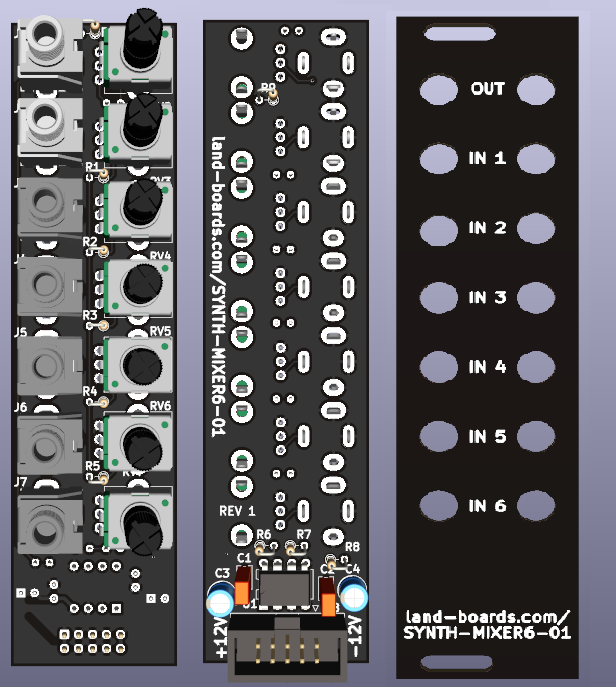 R1
RV3
R2
RV4
R3
J5
RV5
R4
J6
RV6
R5
J7
R9
land-boards.com/SYNTH-MIXER6-01
REV 1
R6
R7
R8
C1
C3
C2
C4
+12V
-12V
OUT
IN 1
IN 2
IN 3
IN 4
IN 5
IN 6
land-boards.com/
SYNTH-MIXER6-01